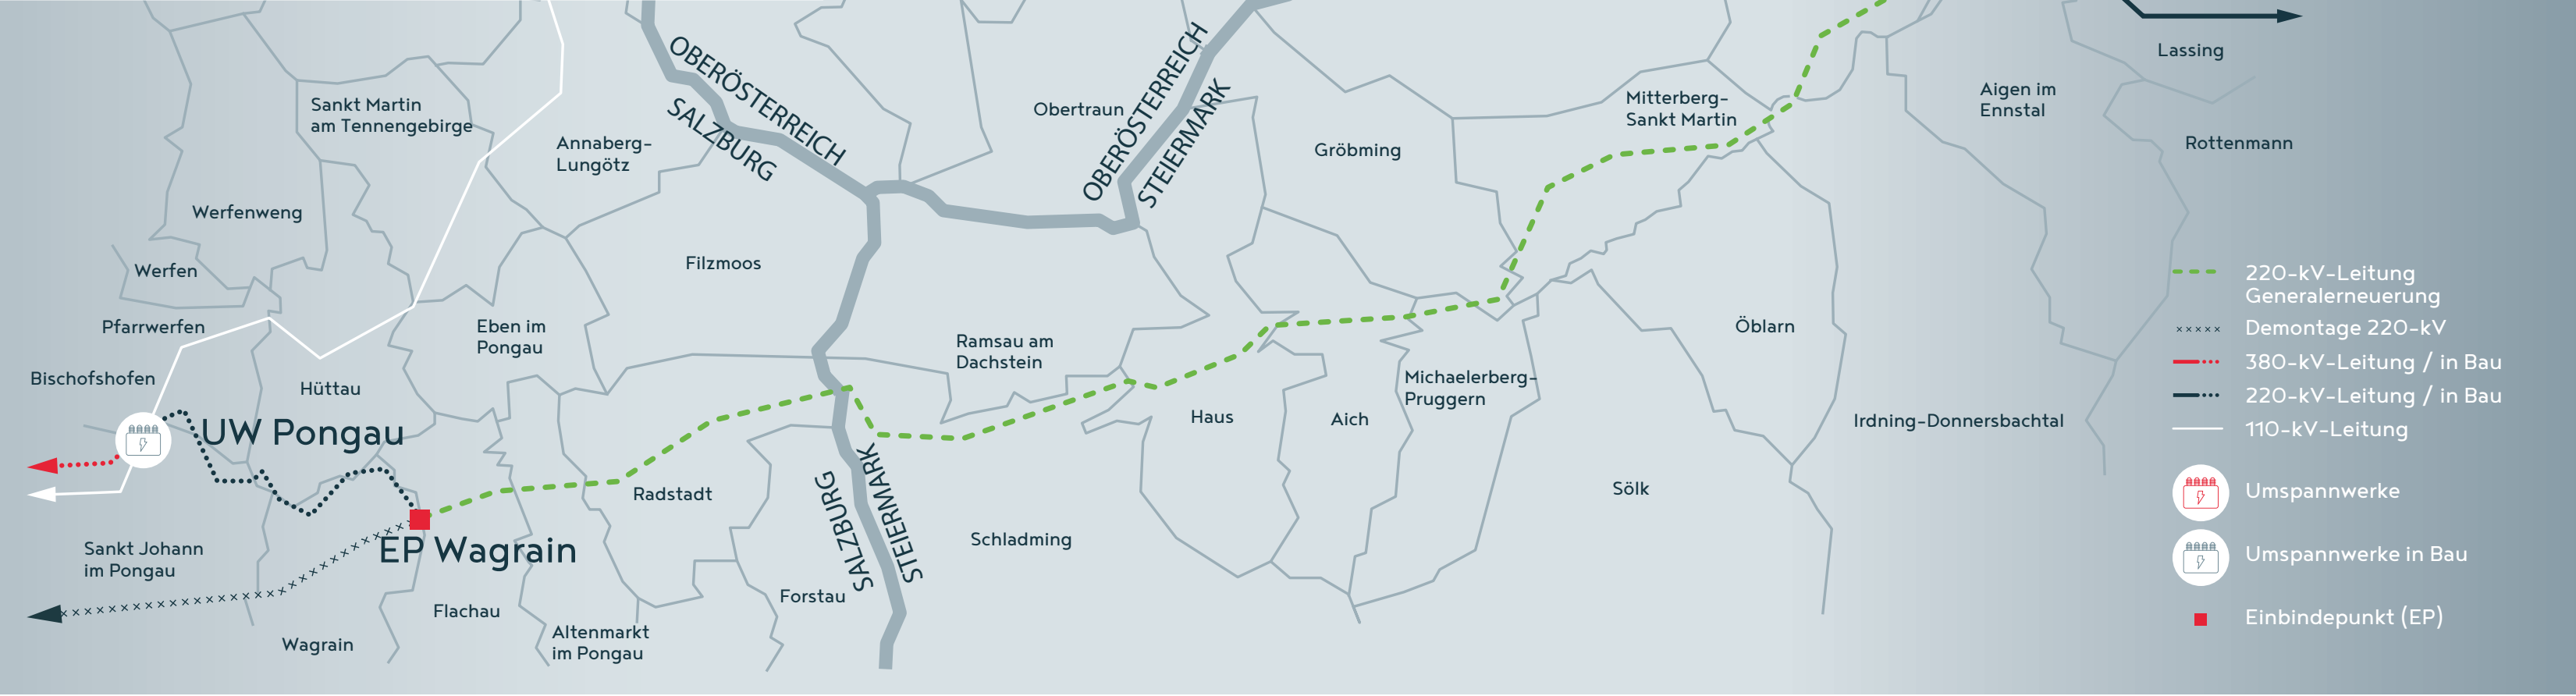 Lassing
Aigen im
Ennstal
Rottenmann
Mitterberg-
Sankt Martin
Gröbming
Obertraun
OBERÖSTERREICH
STEIERMARK
OBERÖSTERREICH
SALZBURG
Sankt Martin
am Tennengebirge
Annaberg-
Lungötz
Werfenweng
Werfen
Filzmoos
Pfarrwerfen
Eben im
Pongau
Ramsau am
Dachstein
Öblarn
Bischofshofen
Hüttau
Michaelerberg-
Pruggern
Haus
Aich
Irdning-Donnersbachtal
UW Pongau
Radstadt
Sölk
SALZBURG
STEIERMARK
Schladming
EP Wagrain
Sankt Johann
im Pongau
Forstau
Flachau
Altenmarkt
im Pongau
Wagrain
220-kV-Leitung
Generalerneuerung
Demontage 220-kV
380-kV-Leitung / in Bau
220-kV-Leitung / in Bau
110-kV-Leitung
Umspannwerke
Umspannwerke in Bau
Einbindepunkt (EP)